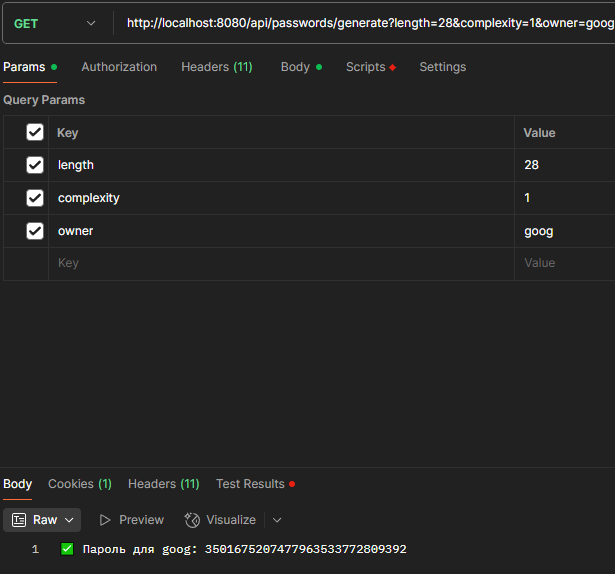 GET http://localhost:8080/api/passwords/generate?length=28&complexity=1&owner=goog
Params Authorization Headers (11) Body Scripts Settings
Query Params
Key Value
length 28
complexity 1
owner goog
Key Value
Body Cookies (1) Headers (11) Test Results
Raw Preview Visualize
1 ✅ Пароль для goog: 3501675207477963533772809392